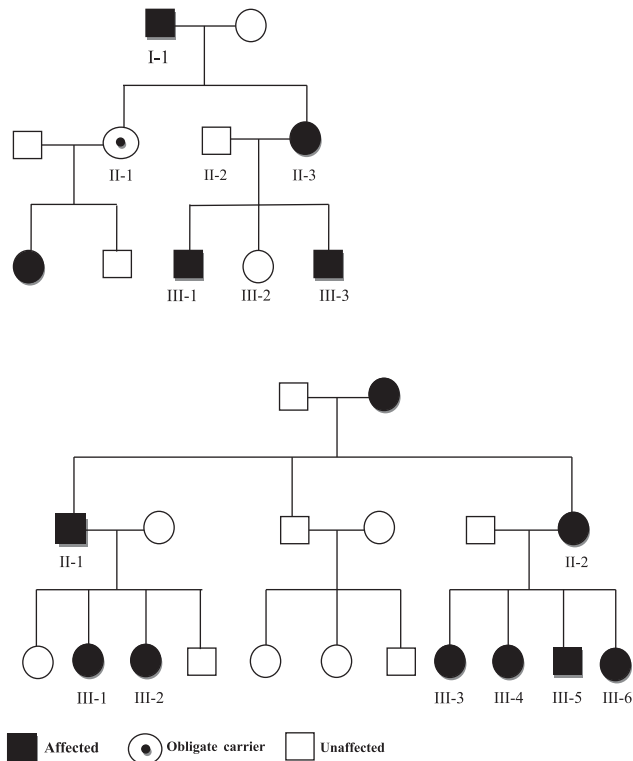 I-1
II-1 II-2 II-3
III-1 III-2 III-3
II-1 II-2
III-1 III-2 III-3 III-4 III-5 III-6
Affected Obligate carrier Unaffected